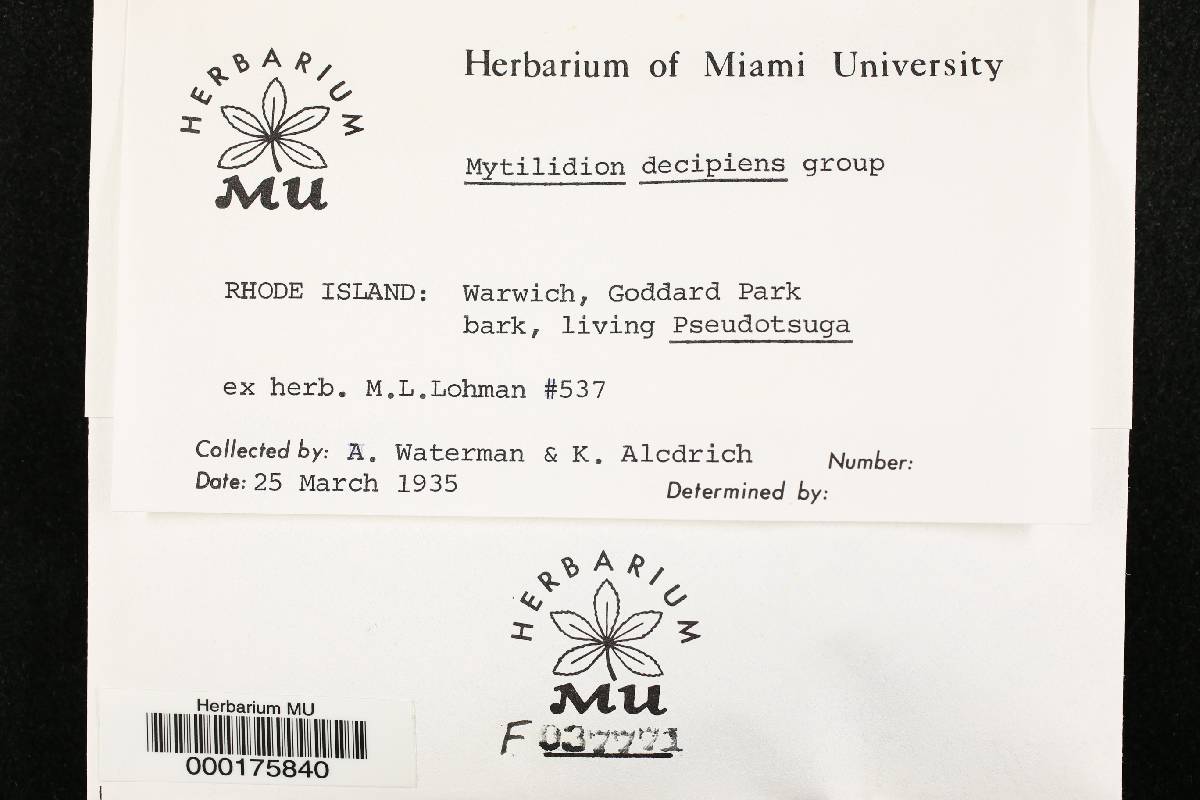 HERBARIUM
MU
Herbarium of Miami University
Mytilidion decipiens group
RHODE ISLAND: Warwich, Goddard Park
bark, living Pseudotsuga
ex herb. M.L.Lohman #537
Collected by: A. Waterman & K. Alcdrich
Number:
Date: 25 March 1935
Determined by:
HERBARIUM
MU
F 037771
Herbarium MU
000175840